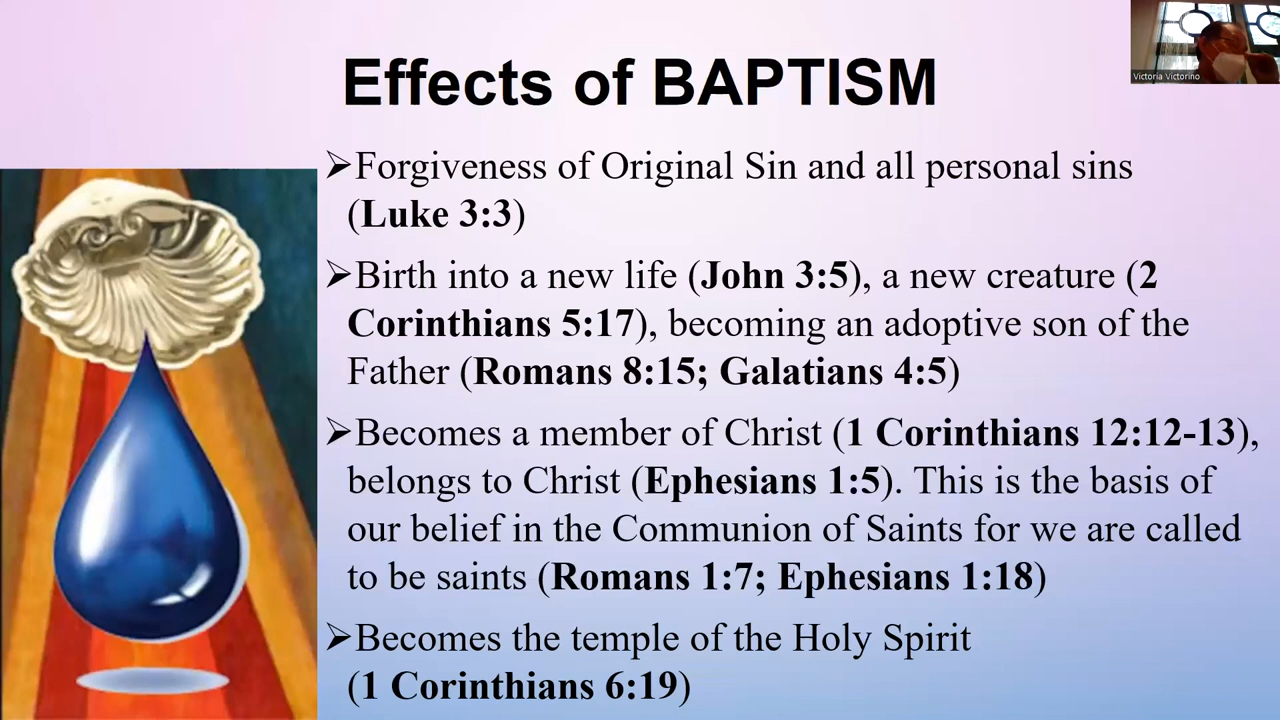 Effects of BAPTISM
Victoria Victorino
➢Forgiveness of Original Sin and all personal sins
(Luke 3:3)
➢Birth into a new life (John 3:5), a new creature (2
Corinthians 5:17), becoming an adoptive son of the
Father (Romans 8:15; Galatians 4:5)
➢Becomes a member of Christ (1 Corinthians 12:12-13),
belongs to Christ (Ephesians 1:5). This is the basis of
our belief in the Communion of Saints for we are called
to be saints (Romans 1:7; Ephesians 1:18)
➢Becomes the temple of the Holy Spirit
(1 Corinthians 6:19)